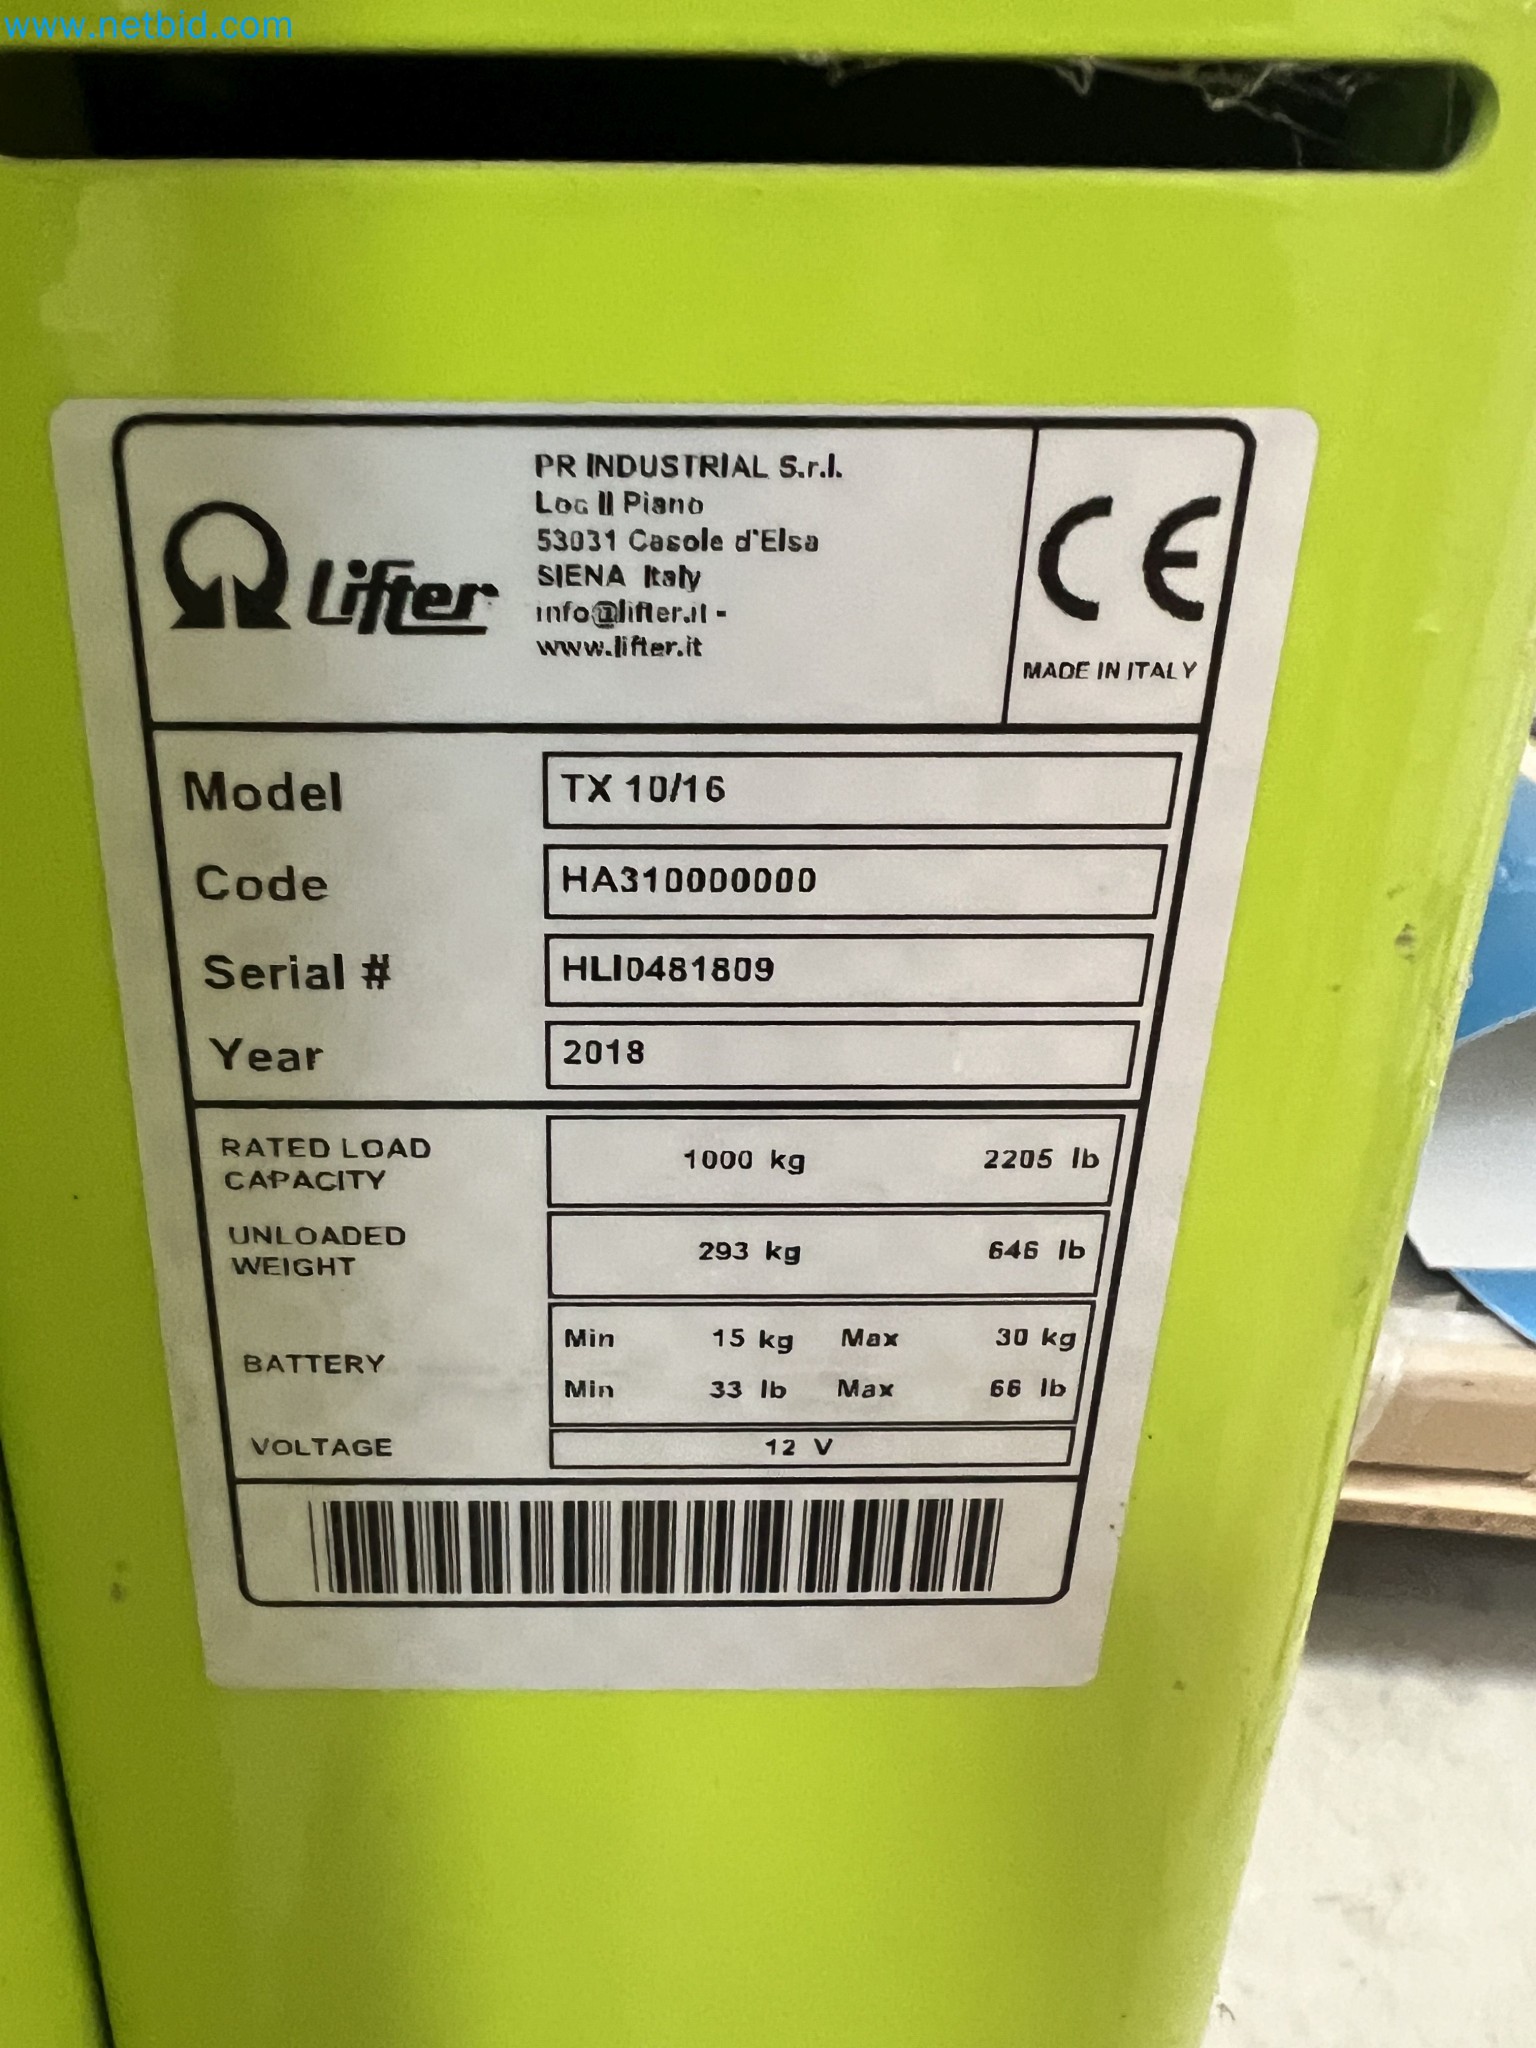 www.netbid.com
Lifter
PR INDUSTRIAL S.r.l.
Loc Il Piano
53031 Casole d'Elsa
SIENA Italy
info@lifter.it -
www.lifter.it
CE
MADE IN ITALY
Model TX 10/16
Code HA310000000
Serial # HLI0481809
Year 2018
RATED LOAD CAPACITY 1000 kg 2205 lb
UNLOADED WEIGHT 293 kg 646 lb
BATTERY Min 15 kg Max 30 kg
Min 33 lb Max 66 lb
VOLTAGE 12 V